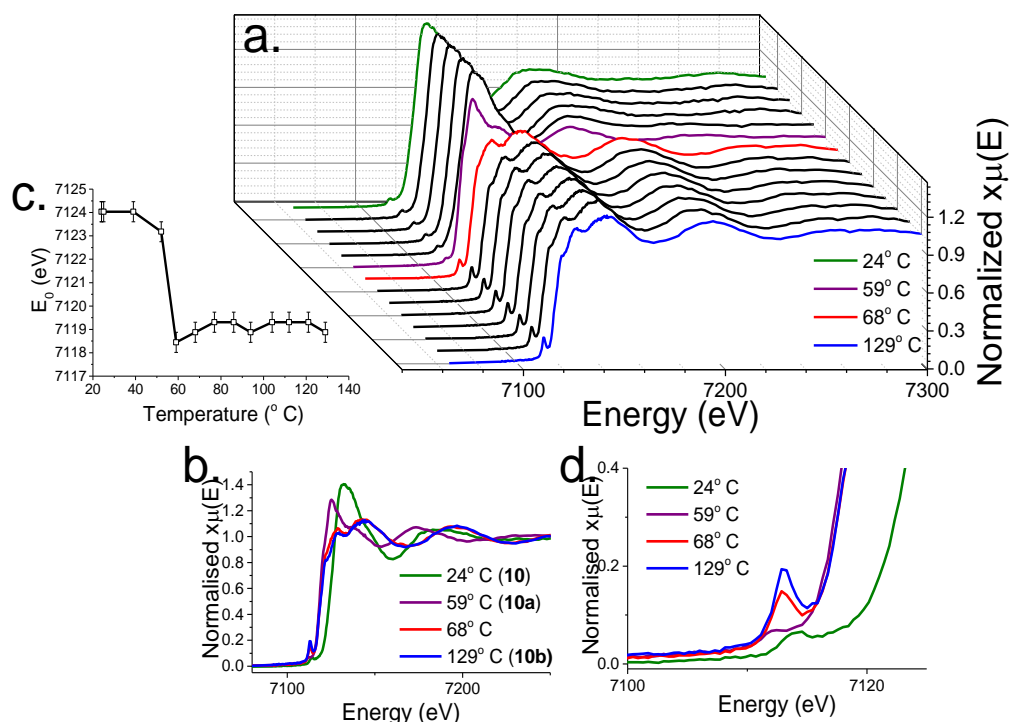 a.
1.2
0.9
0.6
0.3
0.0
Normalized xμ(E)
24° C
59° C
68° C
129° C
7100
7200
7300
Energy (eV)
c.
7125
7124
7123
7122
7121
7120
7119
7118
7117
E₀ (eV)
20
40
60
80
100
120
140
Temperature (° C)
b.
1.4
1.2
1.0
0.8
0.6
0.4
0.2
0.0
Normalised xμ(E)
24° C (10)
59° C (10a)
68° C
129° C (10b)
7100
7200
Energy (eV)
d.
0.4
0.2
0.0
Normalised xμ(E)
24° C
59° C
68° C
129° C
7100
7120
Energy (eV)